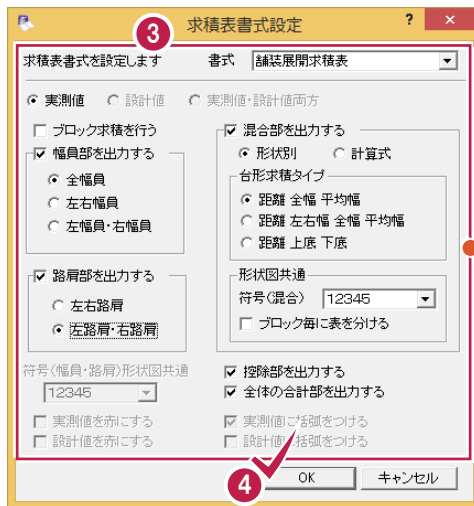 求積表書式設定
?
×
3
求積表書式を設定します
書式
舗装展開求積表
実測値
設計値
実測値・設計値両方
ブロック求積を行う
幅員部を出力する
全幅員
左右幅員
左幅員・右幅員
路肩部を出力する
左右路肩
左路肩・右路肩
符号(幅員・路肩)形状図共通
12345
実測値を赤にする
設計値を赤にする
混合部を出力する
形状別
計算式
台形求積タイプ
距離 全幅 平均幅
距離 左右幅 全幅 平均幅
距離 上底 下底
形状図共通
符号(混合)
12345
ブロック毎に表を分ける
控除部を出力する
全体の合計部を出力する
実測値に括弧をつける
設計値に括弧をつける
4
OK
キャンセル